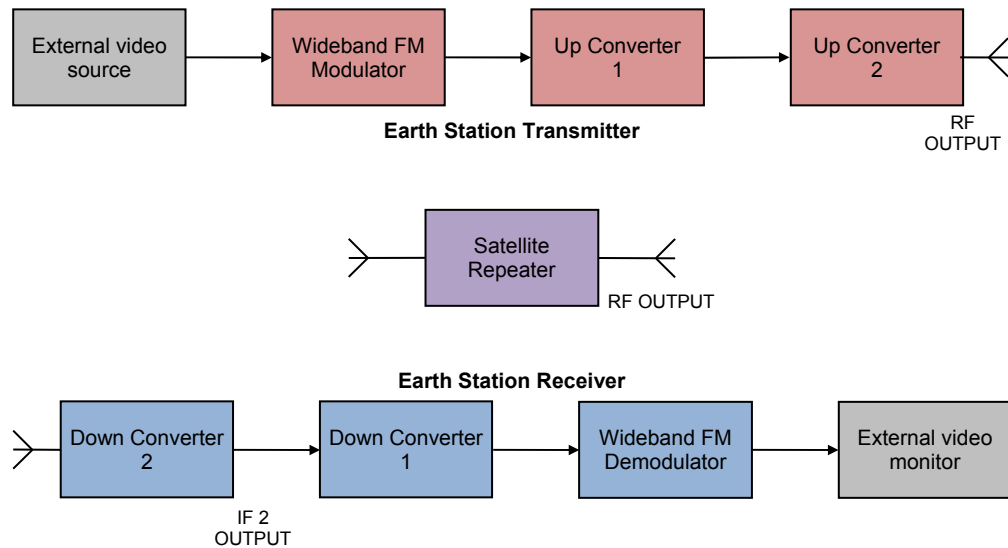 External video
source
Wideband FM
Modulator
Up Converter
1
Up Converter
2
Earth Station Transmitter
RF
OUTPUT
Satellite
Repeater
RF OUTPUT
Earth Station Receiver
Down Converter
2
Down Converter
1
Wideband FM
Demodulator
External video
monitor
IF 2
OUTPUT